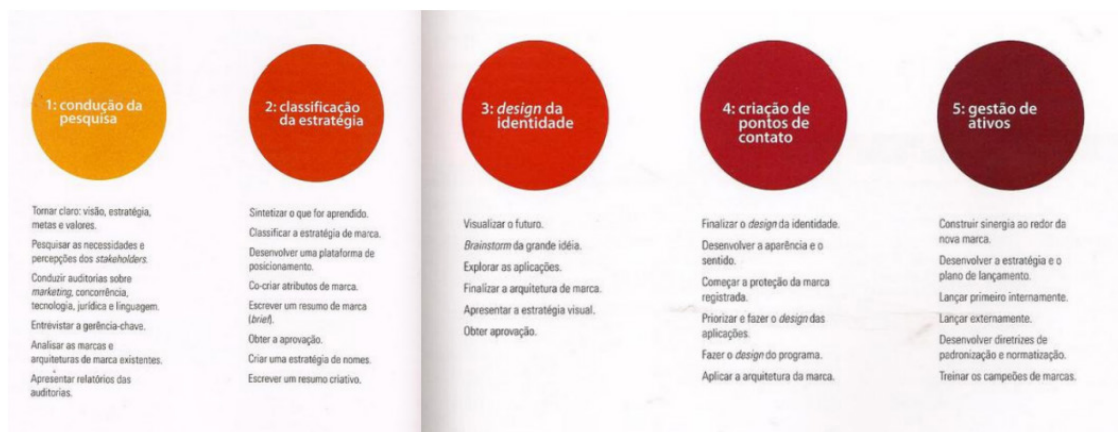 1: condução da
pesquisa
Tornar claro: visão, estratégia,
metas e valores.
Pesquisar as necessidades e
percepções dos stakeholders.
Conduzir auditorias sobre
marketing, concorrência,
tecnologia, jurídica e linguagem.
Entrevistar a gerência-chave.
Analisar as marcas e
arquiteturas de marca existentes.
Apresentar relatórios das
auditorias.
2: classificação
da estratégia
Sintetizar o que for aprendido.
Classificar a estratégia de marca.
Desenvolver uma plataforma de
posicionamento.
Co-criar atributos de marca.
Escrever um resumo de marca
(brief).
Obter a aprovação.
Criar uma estratégia de nomes.
Escrever um resumo criativo.
3: design da
identidade
Visualizar o futuro.
Brainstorm da grande idéia.
Explorar as aplicações.
Finalizar a arquitetura de marca.
Apresentar a estratégia visual.
Obter aprovação.
4: criação de
pontos de
contato
Finalizar o design da identidade.
Desenvolver a aparência e o
sentido.
Começar a proteção da marca
registrada.
Priorizar e fazer o design das
aplicações.
Fazer o design do programa.
Aplicar a arquitetura da marca.
5: gestão de
ativos
Construir sinergia ao redor da
nova marca.
Desenvolver a estratégia e o
plano de lançamento.
Lançar primeiro internamente.
Lançar externamente.
Desenvolver diretrizes de
padronização e normatização.
Treinar os campeões de marcas.